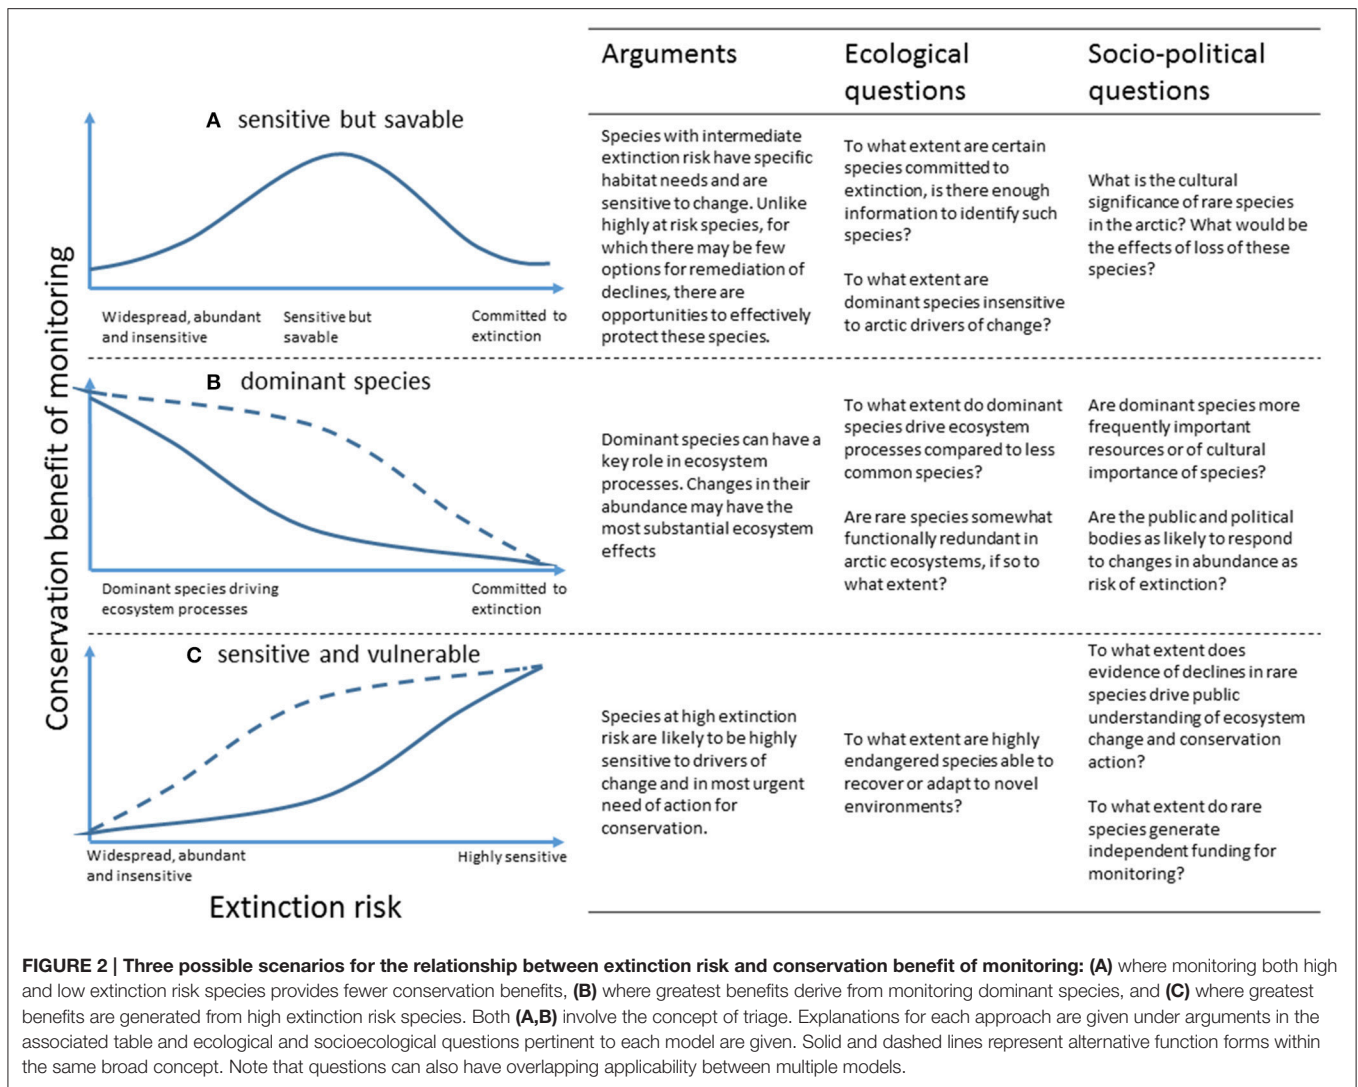 Arguments
Ecological
questions
Socio-political
questions
Conservation benefit of monitoring
A sensitive but savable
Widespread, abundant
and insensitive
Sensitive but
savable
Committed to
extinction
Species with intermediate
extinction risk have specific
habitat needs and are
sensitive to change. Unlike
highly at risk species, for
which there may be few
options for remediation of
declines, there are
opportunities to effectively
protect these species.
To what extent are certain
species committed to
extinction, is there enough
information to identify such
species?
To what extent are
dominant species insensitive
to arctic drivers of change?
What is the cultural
significance of rare species
in the arctic? What would be
the effects of loss of these
species?
B dominant species
Dominant species driving
ecosystem processes
Committed to
extinction
Dominant species can have a
key role in ecosystem
processes. Changes in their
abundance may have the
most substantial ecosystem
effects
To what extent do dominant
species drive ecosystem
processes compared to less
common species?
Are rare species somewhat
functionally redundant in
arctic ecosystems, if so to
what extent?
Are dominant species more
frequently important
resources or of cultural
importance of species?
Are the public and political
bodies as likely to respond
to changes in abundance as
risk of extinction?
C sensitive and vulnerable
Widespread, abundant
and insensitive
Highly sensitive
Species at high extinction
risk are likely to be highly
sensitive to drivers of
change and in most urgent
need of action for
conservation.
To what extent are highly
endangered species able to
recover or adapt to novel
environments?
To what extent does
evidence of declines in rare
species drive public
understanding of ecosystem
change and conservation
action?
To what extent do rare
species generate
independent funding for
monitoring?
Extinction risk
FIGURE 2 | Three possible scenarios for the relationship between extinction risk and conservation benefit of monitoring: (A) where monitoring both high
and low extinction risk species provides fewer conservation benefits, (B) where greatest benefits derive from monitoring dominant species, and (C) where greatest
benefits are generated from high extinction risk species. Both (A,B) involve the concept of triage. Explanations for each approach are given under arguments in the
associated table and ecological and socioecological questions pertinent to each model are given. Solid and dashed lines represent alternative function forms within
the same broad concept. Note that questions can also have overlapping applicability between multiple models.